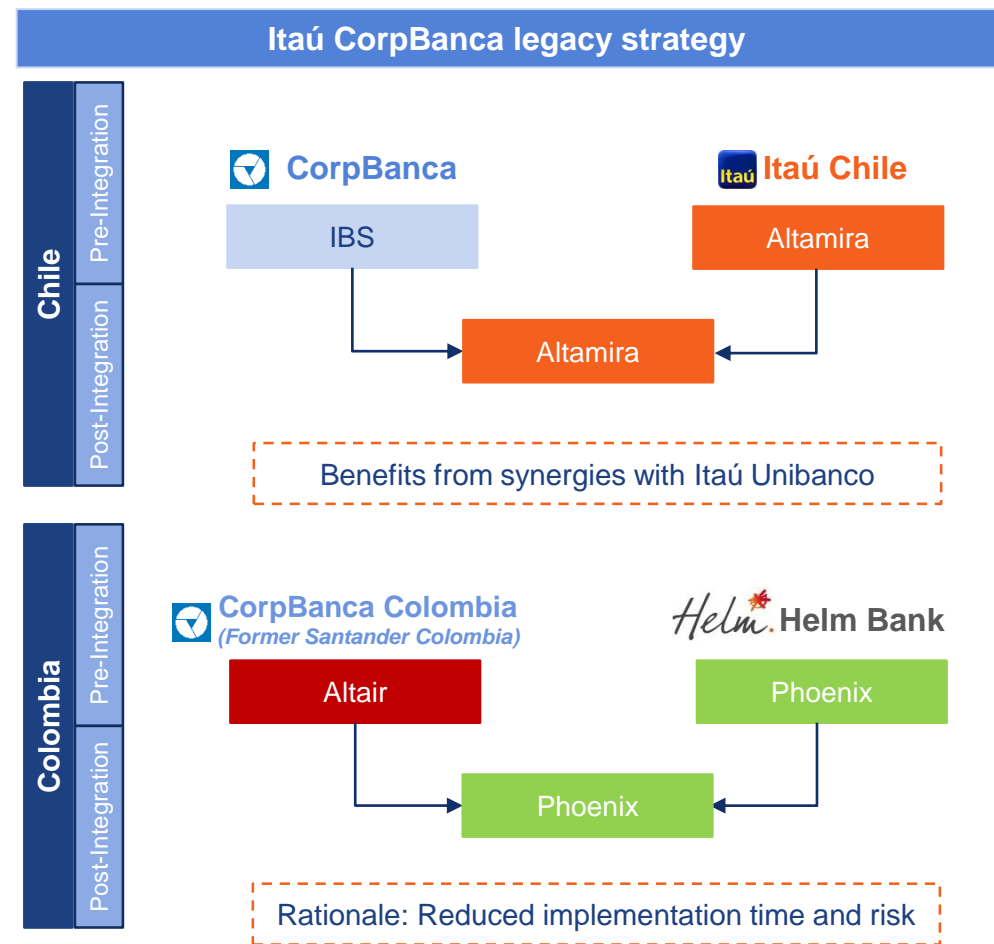 Itaú CorpBanca legacy strategy
Chile
Pre-Integration
Post-Integration
CorpBanca
Itaú
Itaú Chile
IBS
Altamira
Altamira
Benefits from synergies with Itaú Unibanco
Colombia
Pre-Integration
Post-Integration
CorpBanca Colombia
(Former Santander Colombia)
Helm.
Helm Bank
Altair
Phoenix
Phoenix
Rationale: Reduced implementation time and risk